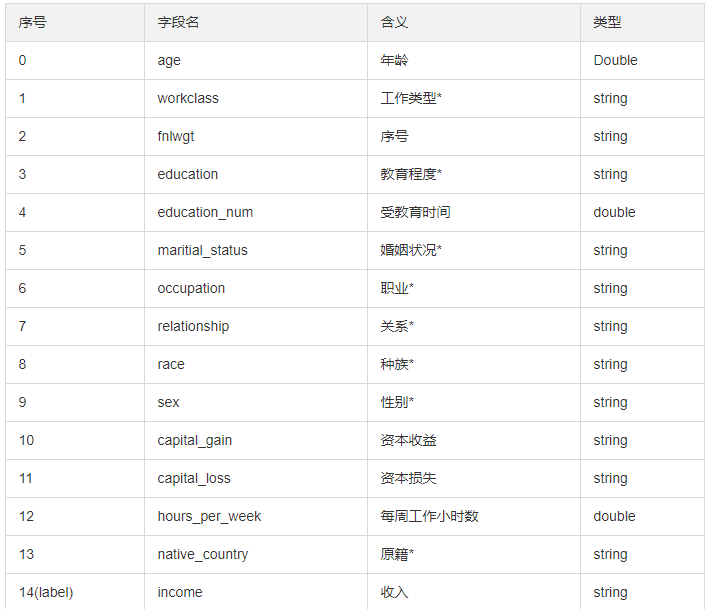 序号 字段名 含义 类型
0 age 年龄 Double
1 workclass 工作类型* string
2 fnlwgt 序号 string
3 education 教育程度* string
4 education_num 受教育时间 double
5 maritial_status 婚姻状况* string
6 occupation 职业* string
7 relationship 关系* string
8 race 种族* string
9 sex 性别* string
10 capital_gain 资本收益 string
11 capital_loss 资本损失 string
12 hours_per_week 每周工作小时数 double
13 native_country 原籍* string
14(label) income 收入 string